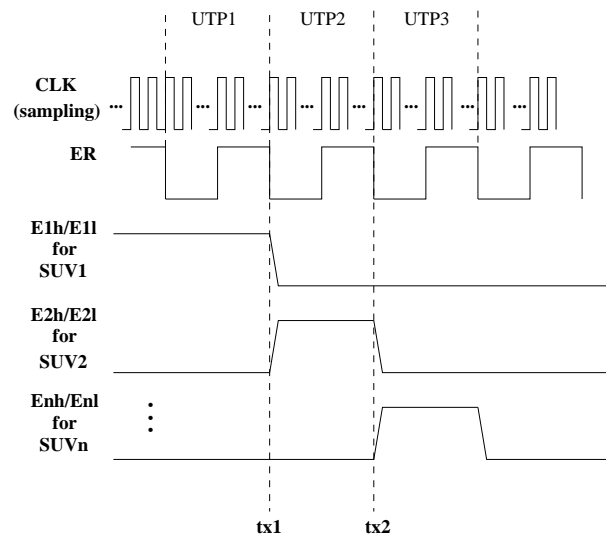 UTP1 UTP2 UTP3
CLK
(sampling)
... ... ... ... ... ... ...
ER
E1h/E1l
for
SUV1
E2h/E2l
for
SUV2
Enh/Enl
for
SUVn
tx1 tx2